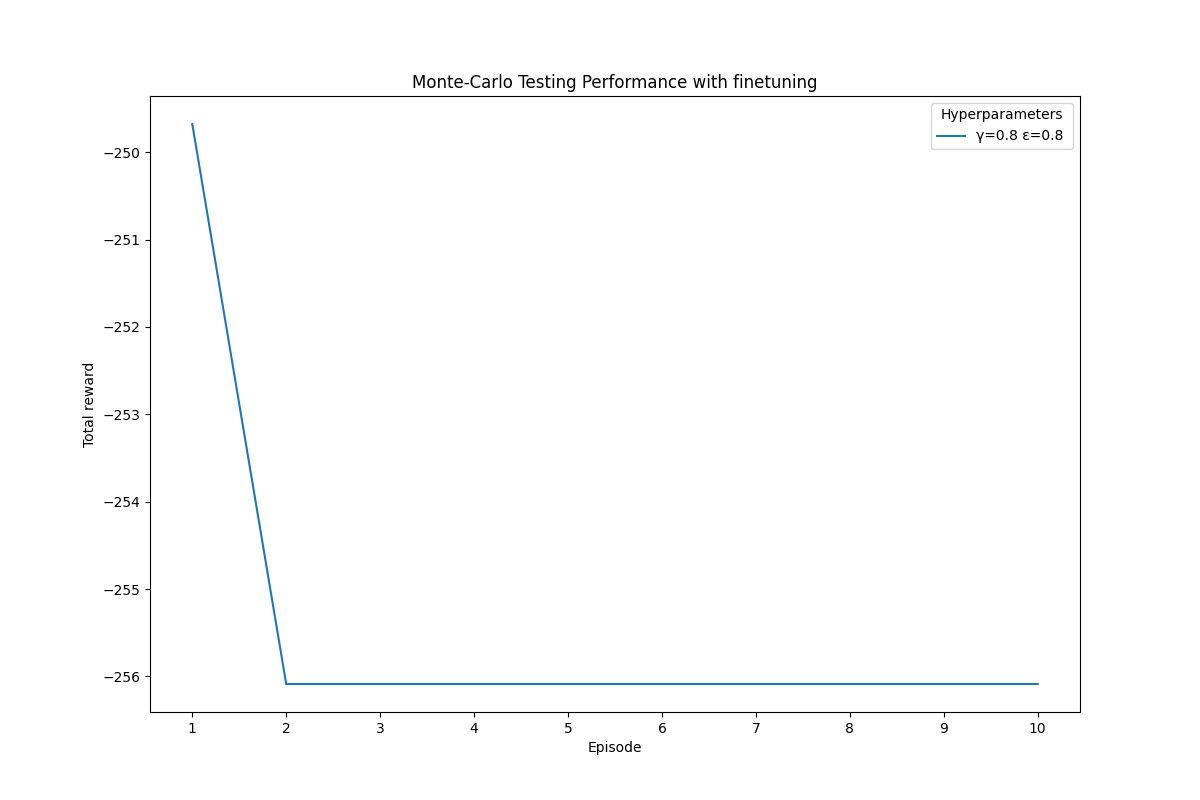 Monte-Carlo Testing Performance with finetuning
Hyperparameters
γ=0.8 ε=0.8
−250
−251
−252
−253
−254
−255
−256
Total reward
1 2 3 4 5 6 7 8 9 10
Episode